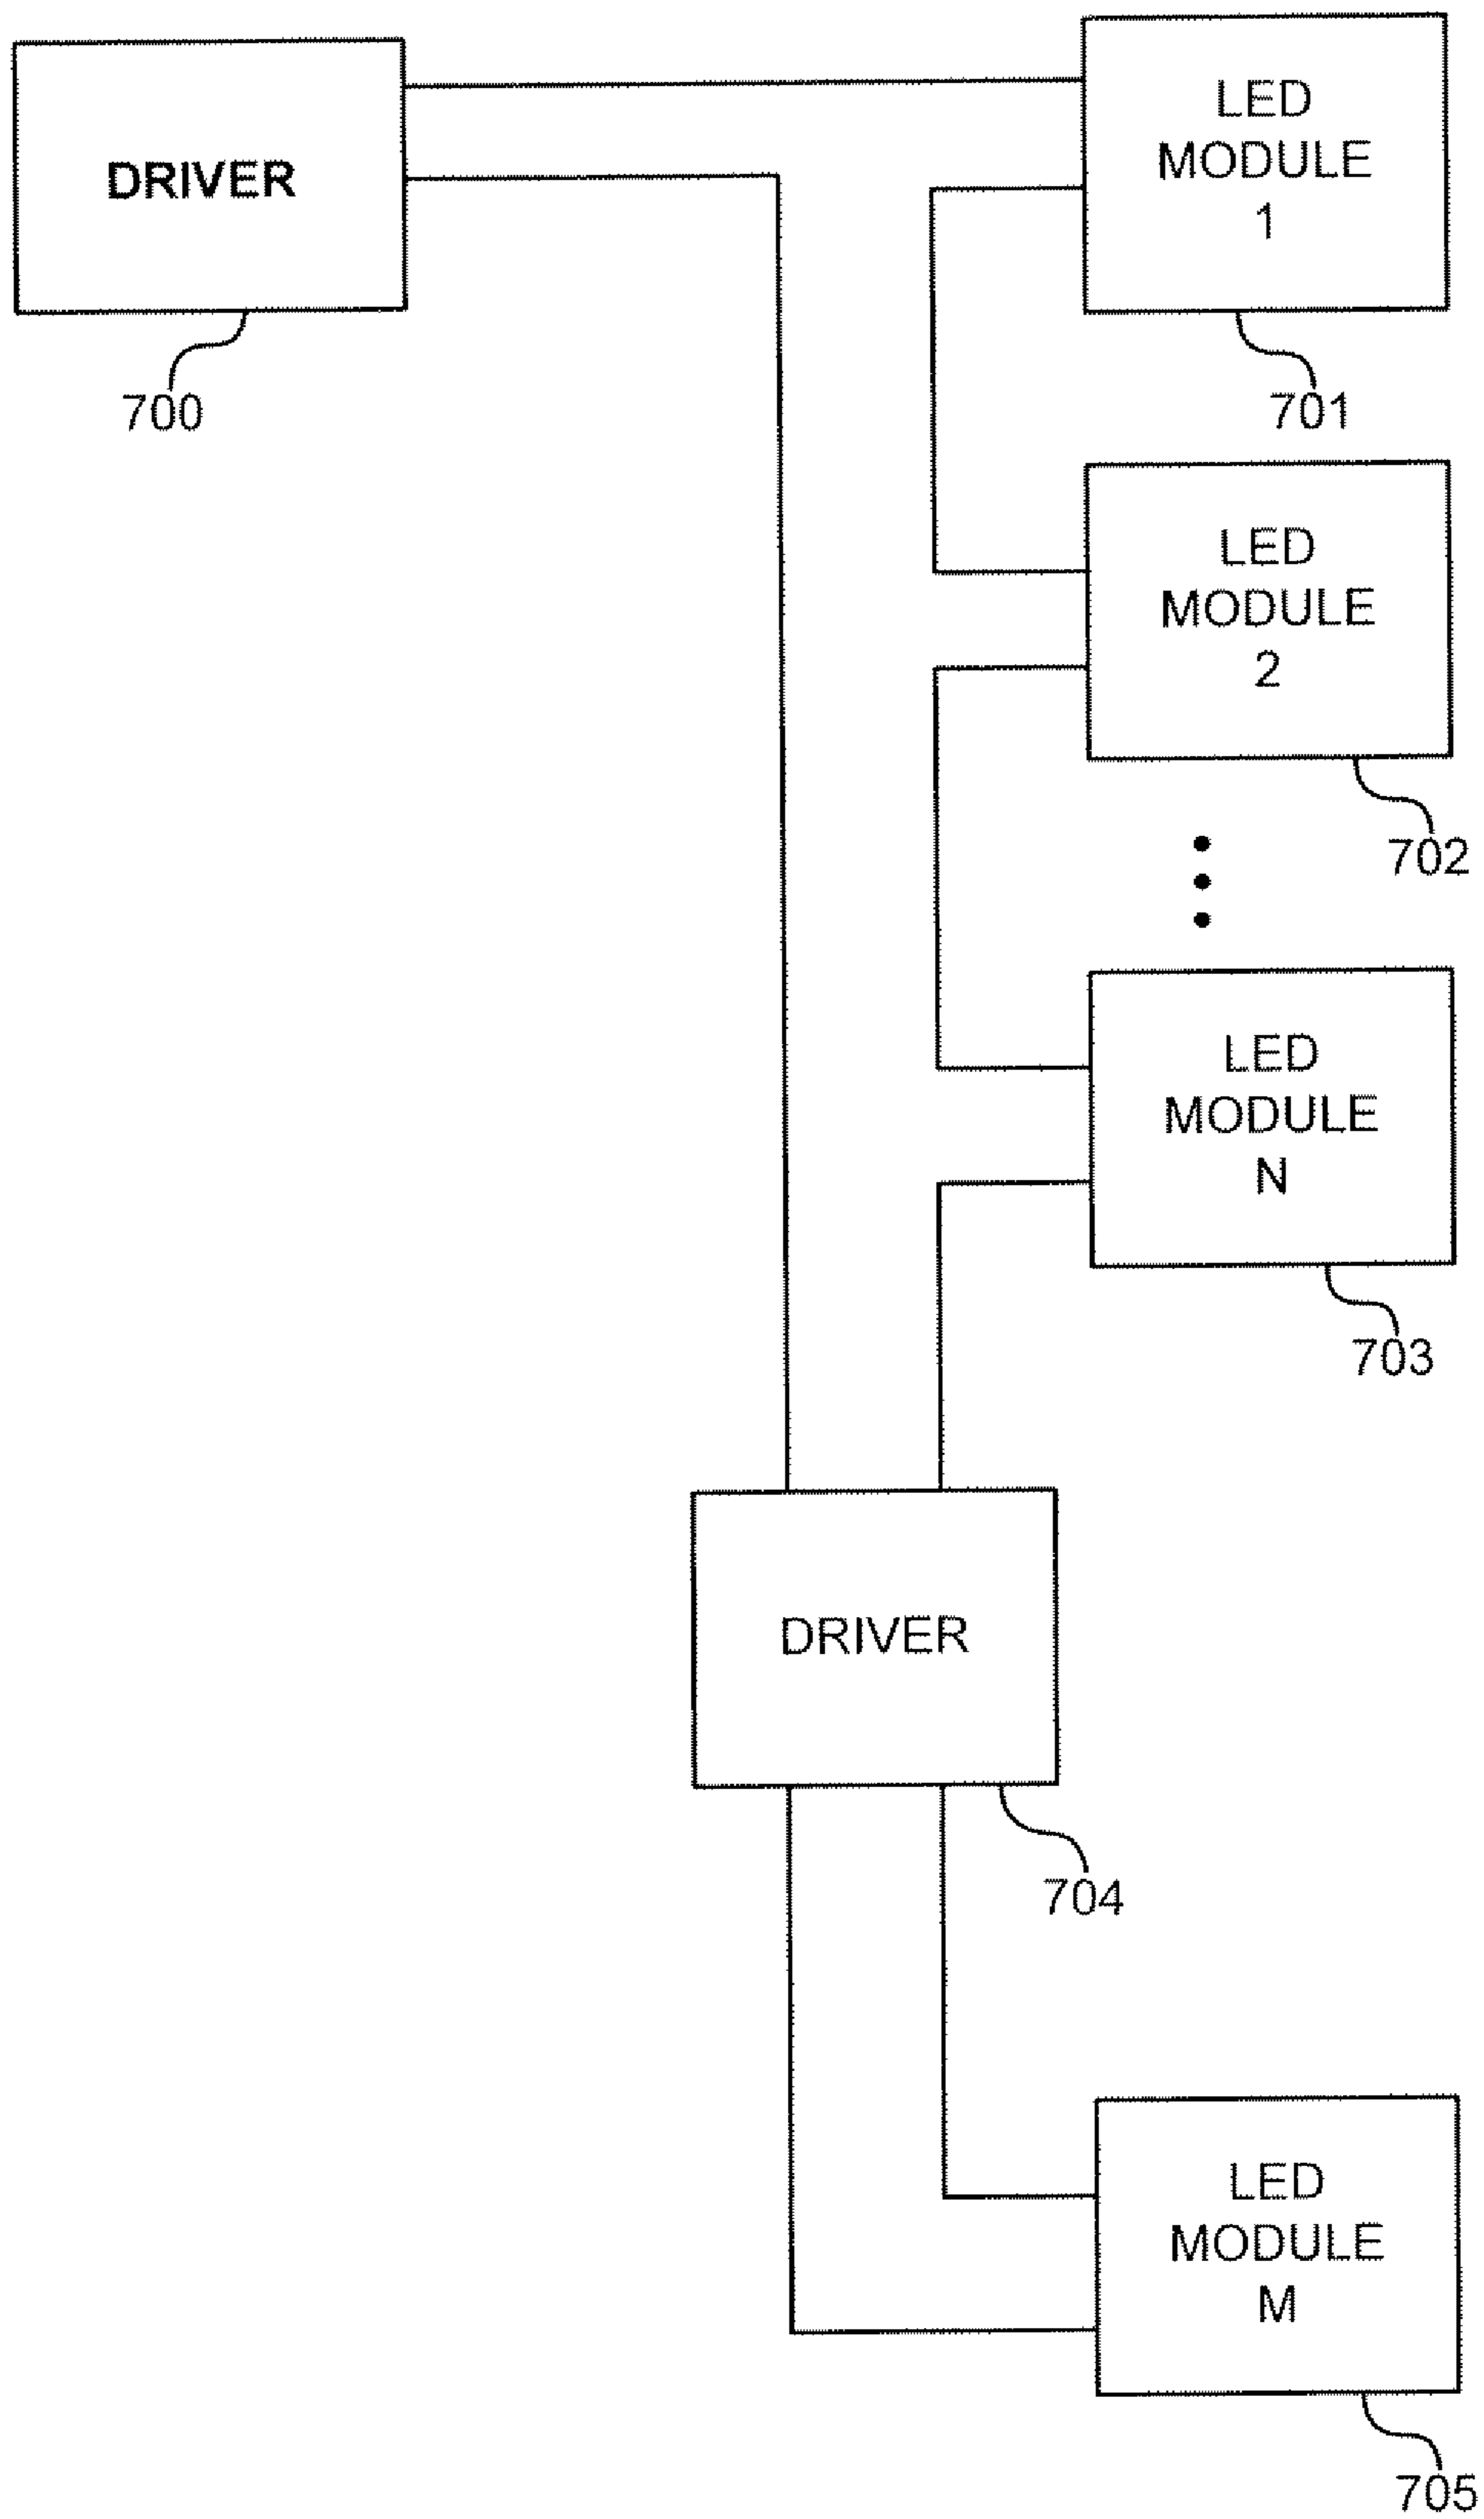 DRIVER
700
LED
MODULE
1
701
LED
MODULE
2
702
LED
MODULE
N
703
DRIVER
704
LED
MODULE
M
705